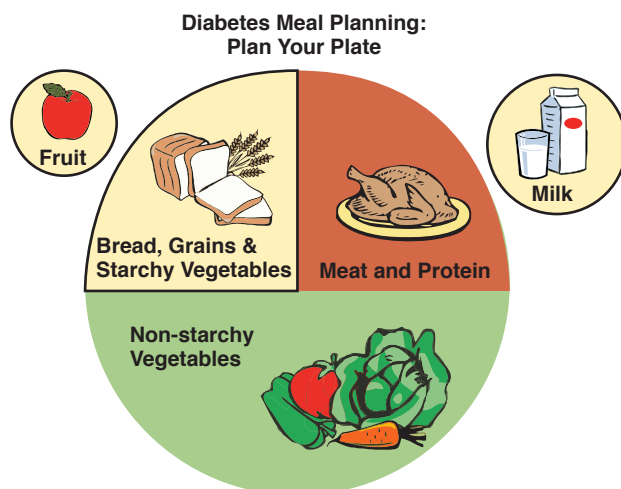 Diabetes Meal Planning:
Plan Your Plate
Fruit
Milk
Bread, Grains &
Starchy Vegetables
Meat and Protein
Non-starchy
Vegetables